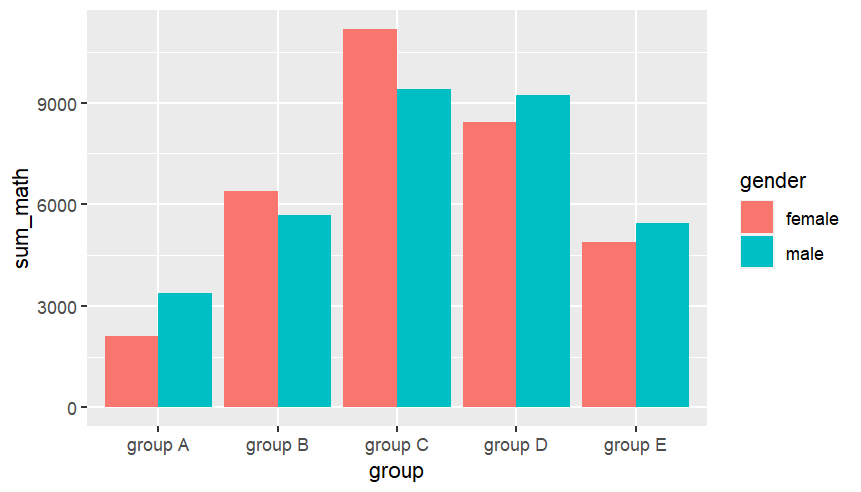 sum_math
9000
6000
3000
0
group A group B group C group D group E
group
gender
female
male